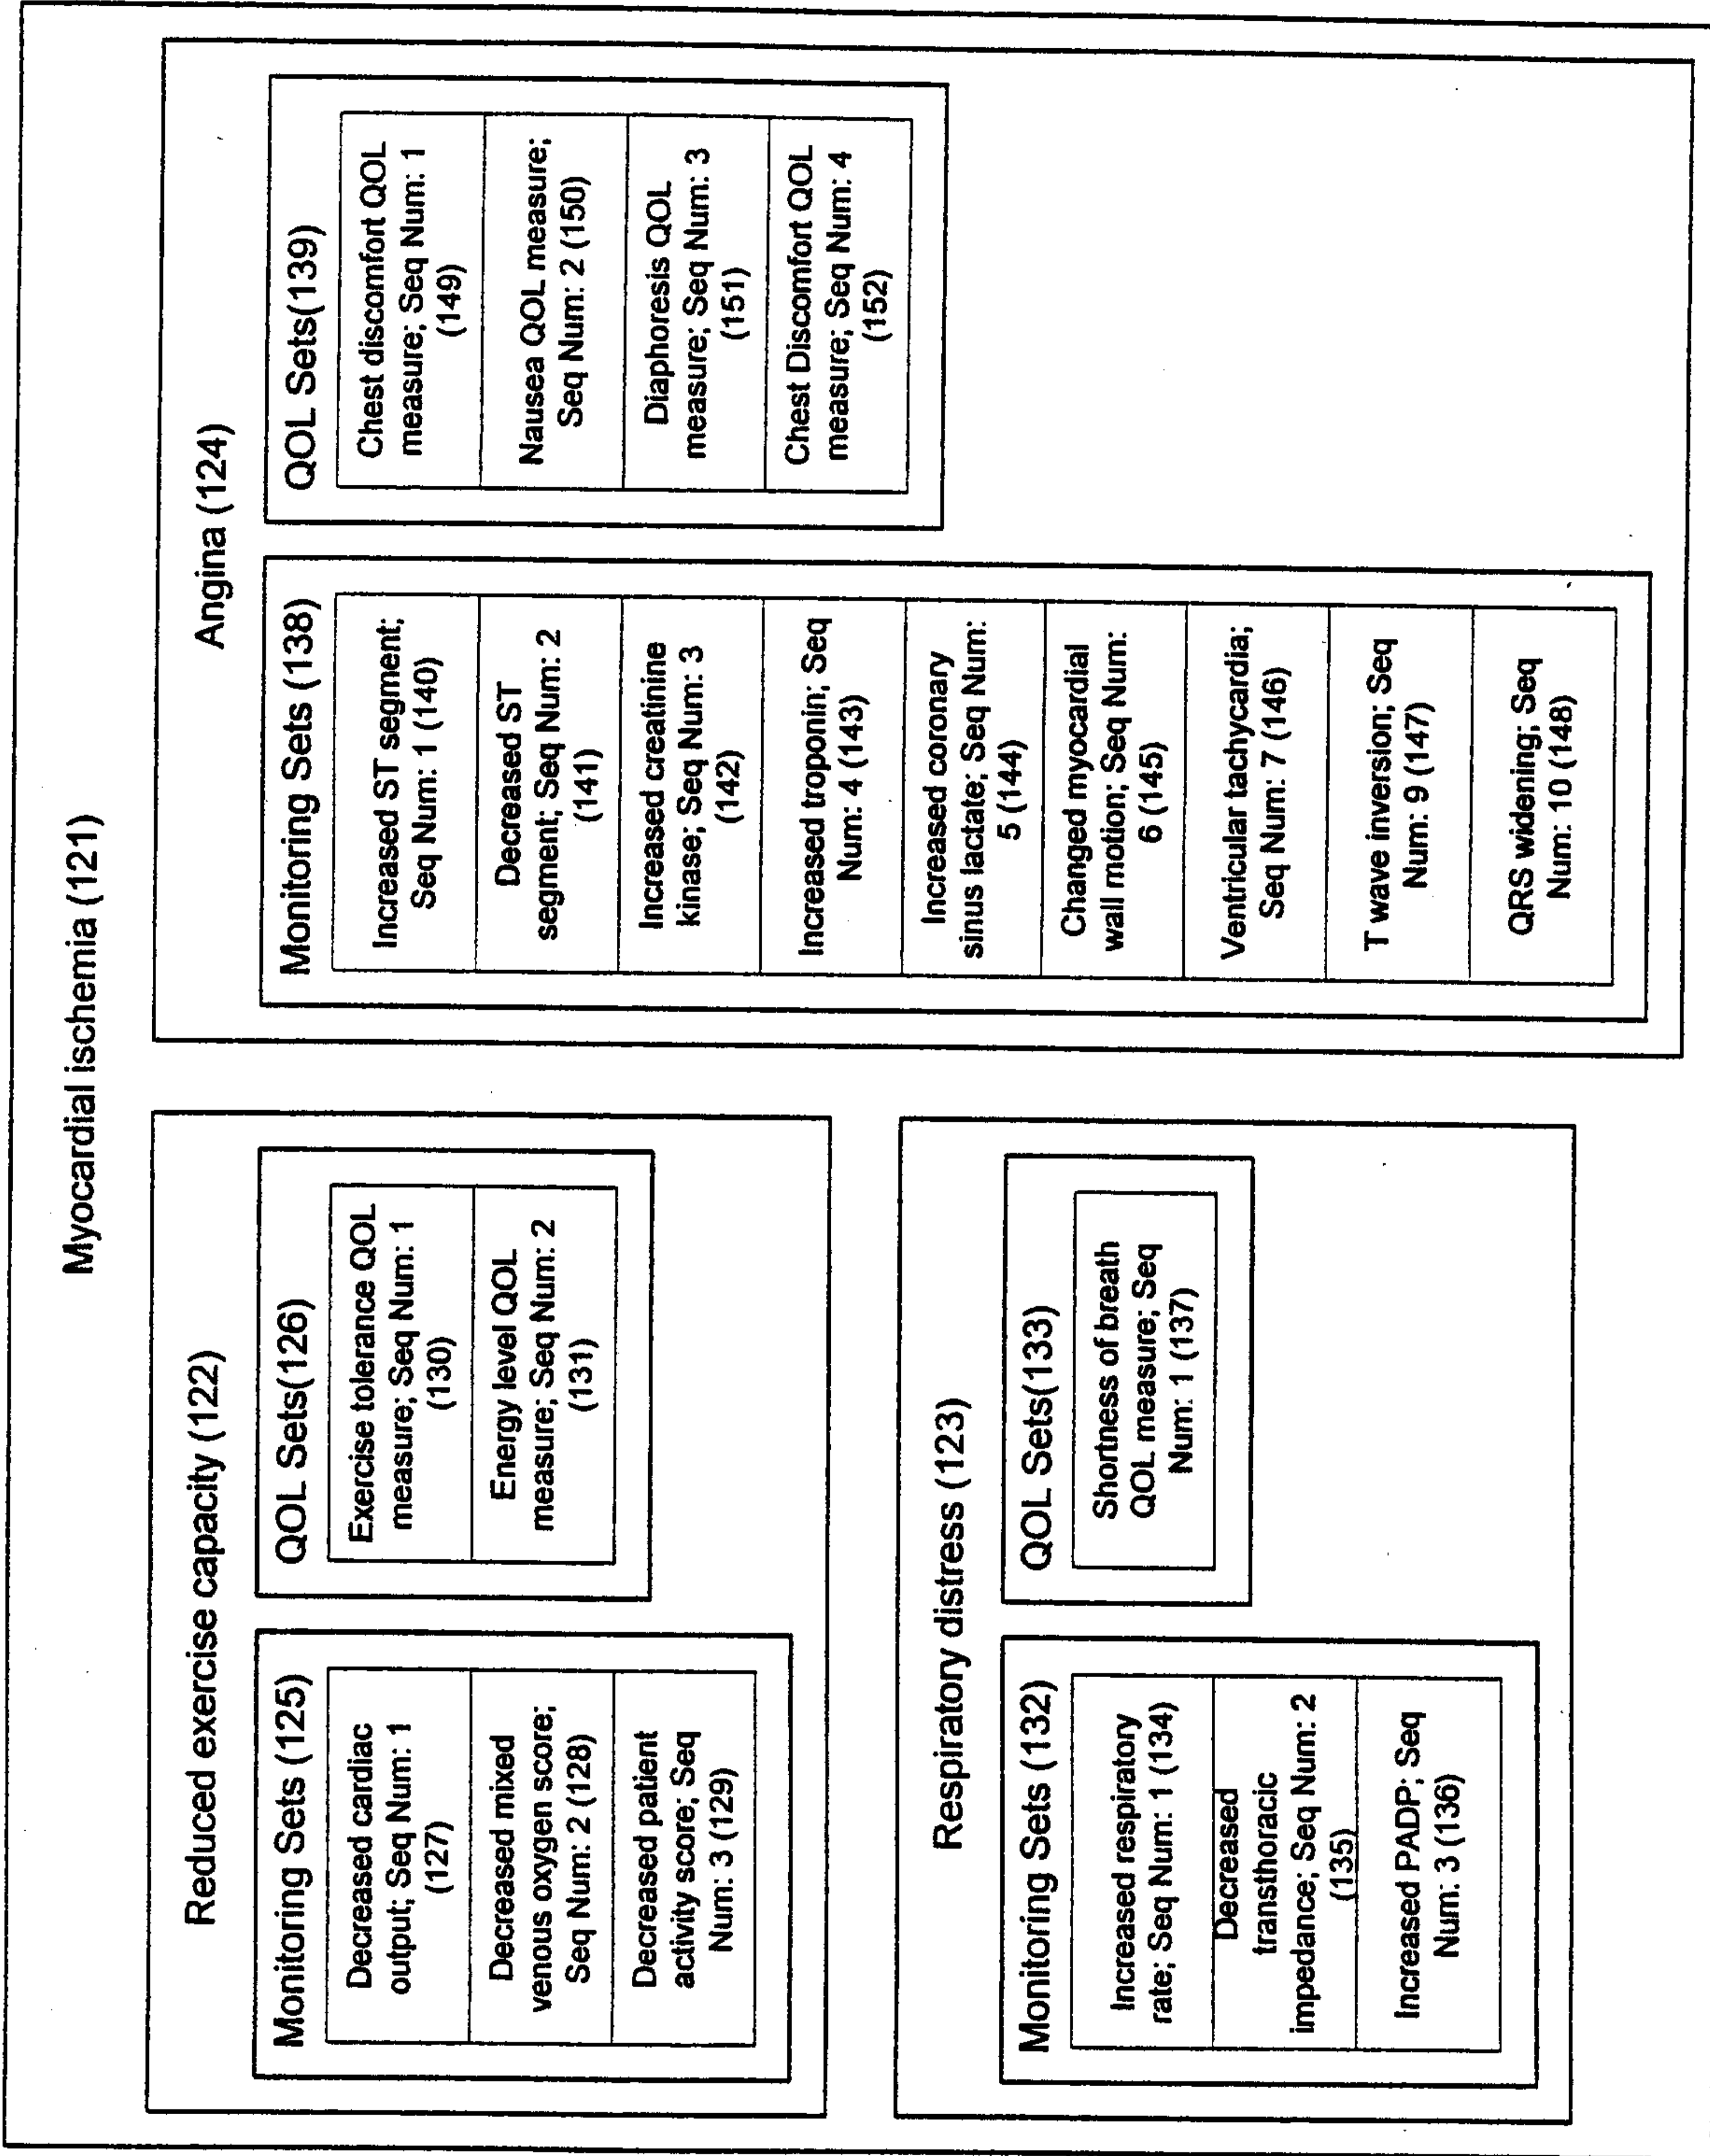 Myocardial ischemia (121)
Reduced exercise capacity (122)
Monitoring Sets (125)
Decreased cardiac
output; Seq Num: 1
(127)
Decreased mixed
venous oxygen score;
Seq Num: 2 (128)
Decreased patient
activity score; Seq
Num: 3 (129)
QOL Sets(126)
Exercise tolerance QOL
measure; Seq Num: 1
(130)
Energy level QOL
measure; Seq Num: 2
(131)
Respiratory distress (123)
Monitoring Sets (132)
Increased respiratory
rate; Seq Num: 1 (134)
Decreased
transthoracic
impedance; Seq Num: 2
(135)
Increased PADP; Seq
Num: 3 (136)
QOL Sets(133)
Shortness of breath
QOL measure; Seq
Num: 1 (137)
Angina (124)
Monitoring Sets (138)
Increased ST segment;
Seq Num: 1 (140)
Decreased ST
segment; Seq Num: 2
(141)
Increased creatinine
kinase; Seq Num: 3
(142)
Increased troponin; Seq
Num: 4 (143)
Increased coronary
sinus lactate; Seq Num:
5 (144)
Changed myocardial
wall motion; Seq Num:
6 (145)
Ventricular tachycardia;
Seq Num: 7 (146)
T wave inversion; Seq
Num: 9 (147)
QRS widening; Seq
Num: 10 (148)
QOL Sets(139)
Chest discomfort QOL
measure; Seq Num: 1
(149)
Nausea QOL measure;
Seq Num: 2 (150)
Diaphoresis QOL
measure; Seq Num: 3
(151)
Chest Discomfort QOL
measure; Seq Num: 4
(152)